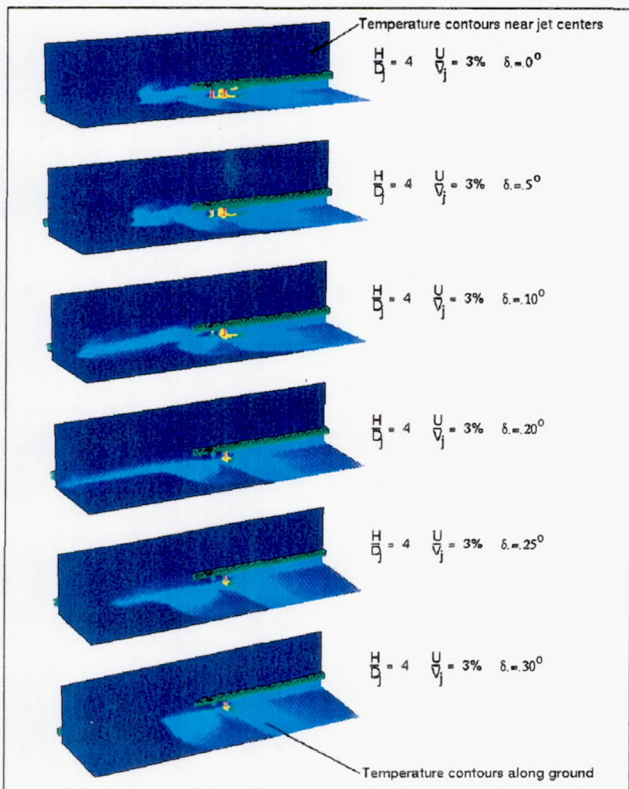 Temperature contours near jet centers
H/Dj = 4 U/Vj = 3% δ.=.0°
H/Dj = 4 U/Vj = 3% δ.=.5°
H/Dj = 4 U/Vj = 3% δ.=.10°
H/Dj = 4 U/Vj = 3% δ.=.20°
H/Dj = 4 U/Vj = 3% δ.=.25°
H/Dj = 4 U/Vj = 3% δ.=.30°
Temperature contours along ground